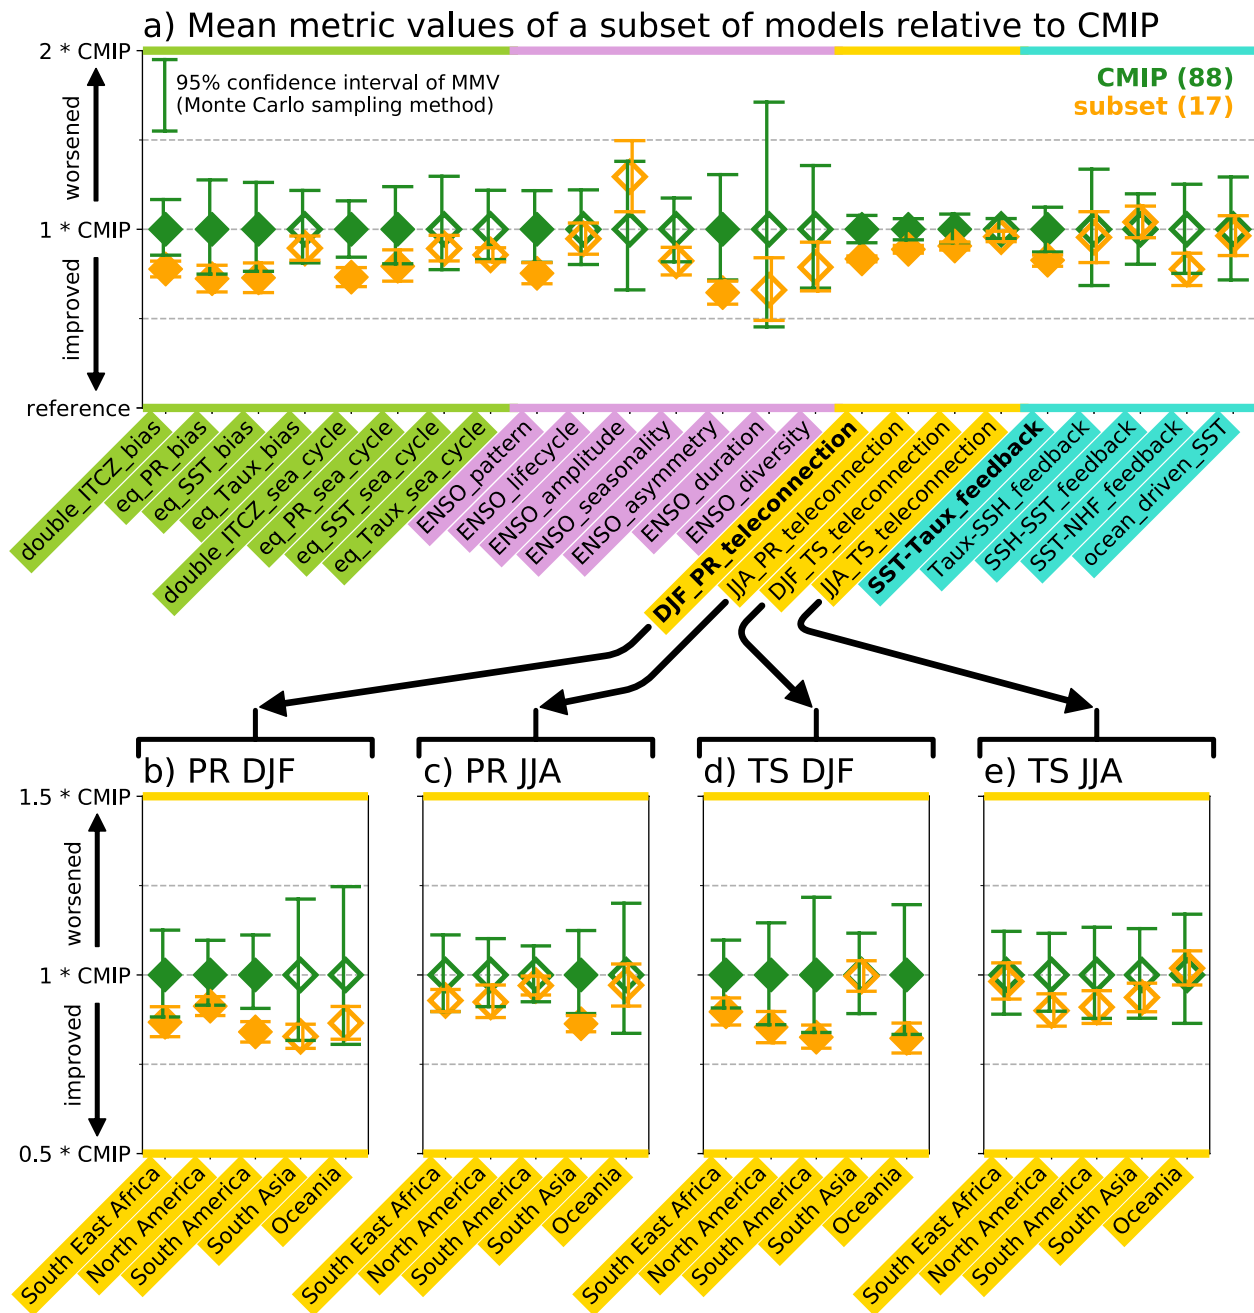 a) Mean metric values of a subset of models relative to CMIP
2 * CMIP
1 * CMIP
reference
worsened
improved
95% confidence interval of MMV
(Monte Carlo sampling method)
CMIP (88)
subset (17)
double_ITCZ_bias
eq_PR_bias
eq_SST_bias
eq_Taux_bias
double_ITCZ_sea_cycle
eq_PR_sea_cycle
eq_SST_sea_cycle
eq_Taux_sea_cycle
ENSO_pattern
ENSO_lifecycle
ENSO_amplitude
ENSO_seasonality
ENSO_asymmetry
ENSO_duration
ENSO_diversity
DJF_PR_teleconnection
JJA_PR_teleconnection
DJF_TS_teleconnection
JJA_TS_teleconnection
SST-Taux_feedback
Taux-SSH_feedback
SSH-SST_feedback
SST-NHF_feedback
ocean_driven_SST
b) PR DJF
1.5 * CMIP
1 * CMIP
0.5 * CMIP
worsened
improved
South East Africa
North America
South America
South Asia
Oceania
c) PR JJA
South East Africa
North America
South America
South Asia
Oceania
d) TS DJF
South East Africa
North America
South America
South Asia
Oceania
e) TS JJA
South East Africa
North America
South America
South Asia
Oceania